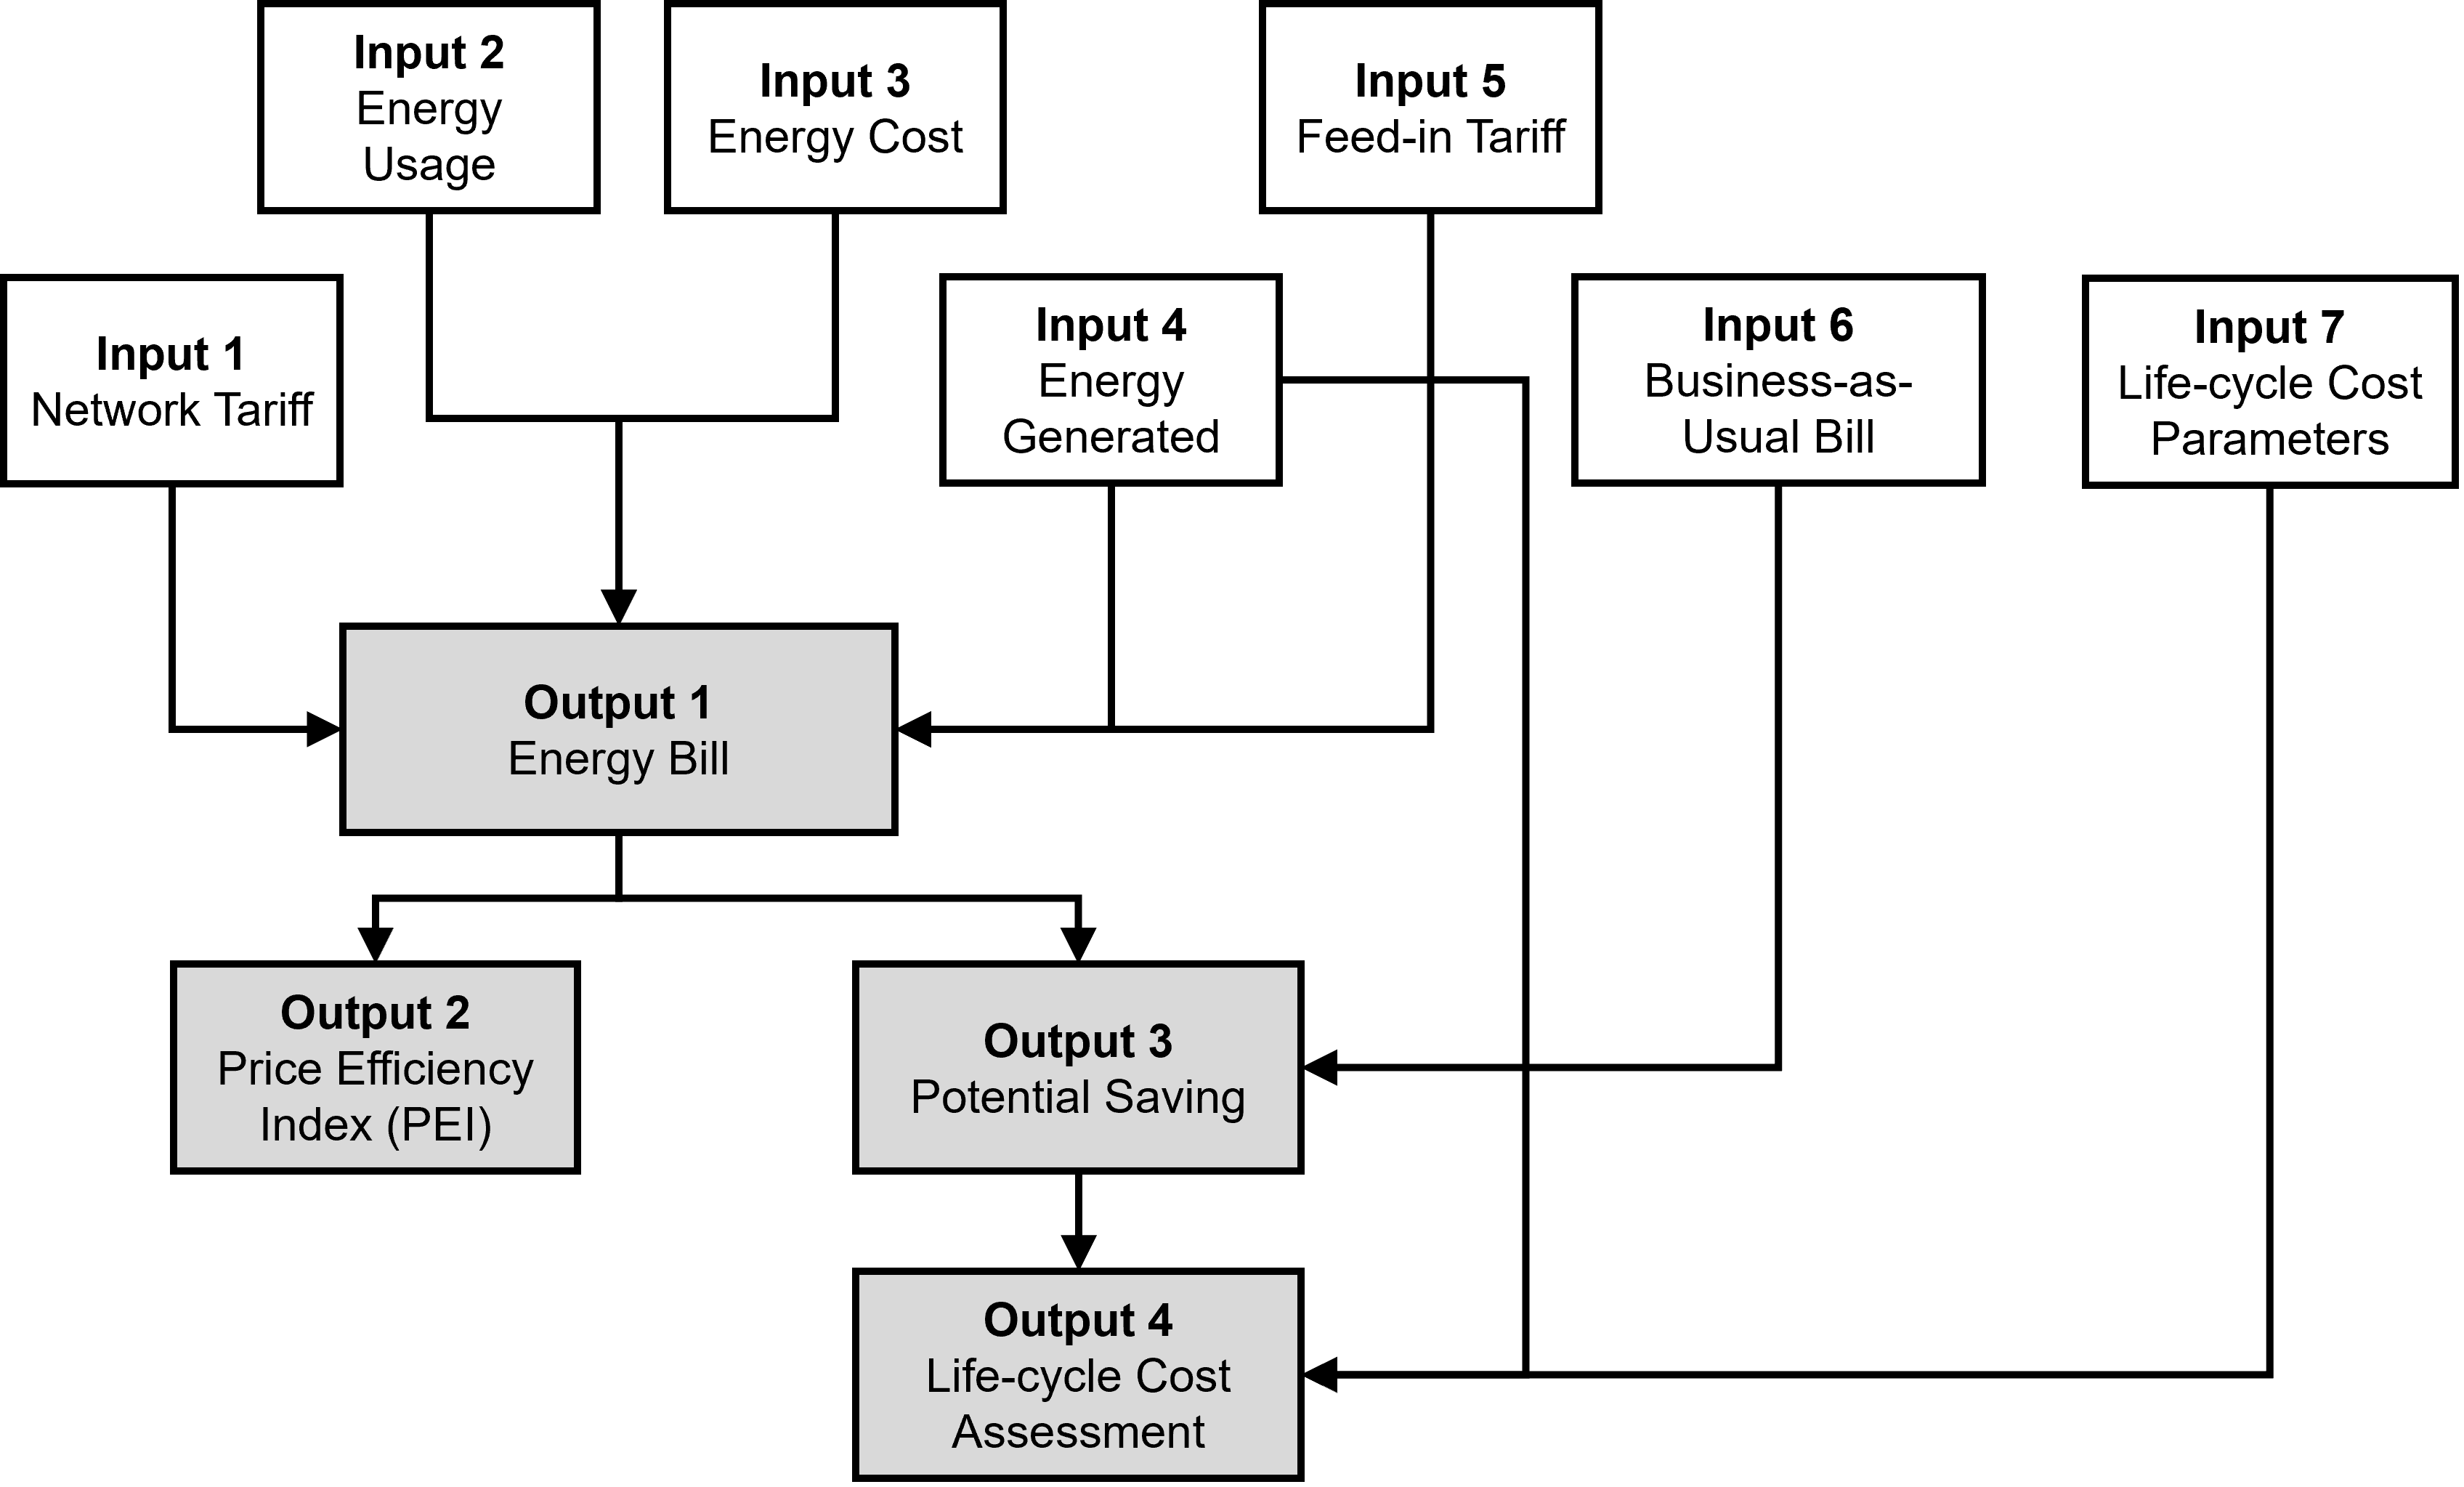 Input 2
Energy
Usage
Input 3
Energy Cost
Input 5
Feed-in Tariff
Input 1
Network Tariff
Input 4
Energy
Generated
Input 6
Business-as-
Usual Bill
Input 7
Life-cycle Cost
Parameters
Output 1
Energy Bill
Output 2
Price Efficiency
Index (PEI)
Output 3
Potential Saving
Output 4
Life-cycle Cost
Assessment